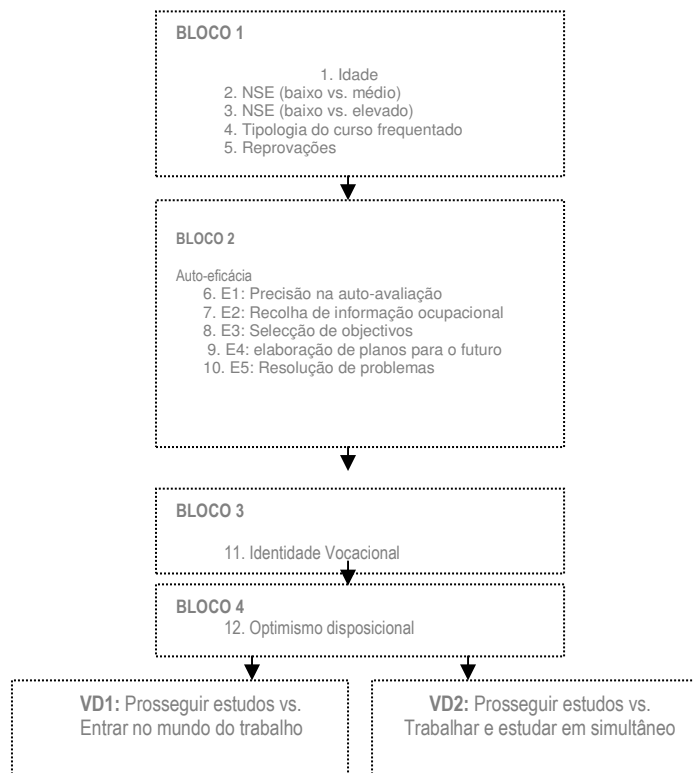 BLOCO 1
1. Idade
2. NSE (baixo vs. médio)
3. NSE (baixo vs. elevado)
4. Tipologia do curso frequentado
5. Reprovações
BLOCO 2
Auto-eficácia
6. E1: Precisão na auto-avaliação
7. E2: Recolha de informação ocupacional
8. E3: Selecção de objectivos
9. E4: elaboração de planos para o futuro
10. E5: Resolução de problemas
BLOCO 3
11. Identidade Vocacional
BLOCO 4
12. Optimismo disposicional
VD1: Prosseguir estudos vs.
Entrar no mundo do trabalho
VD2: Prosseguir estudos vs.
Trabalhar e estudar em simultâneo